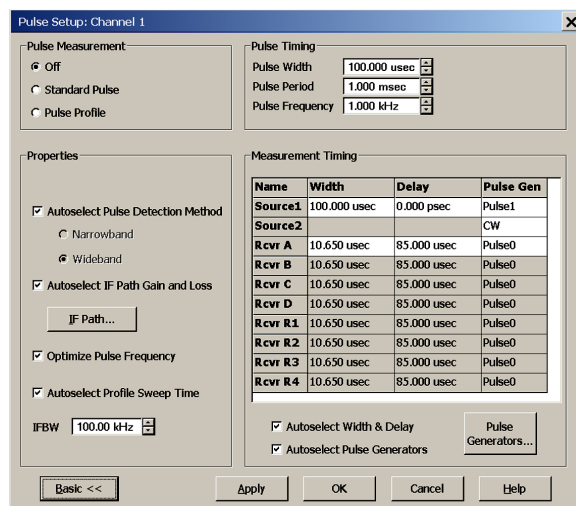 Pulse Setup: Channel 1
Pulse Measurement
Off
Standard Pulse
Pulse Profile
Pulse Timing
Pulse Width 100.000 usec
Pulse Period 1.000 msec
Pulse Frequency 1.000 kHz
Properties
Autoselect Pulse Detection Method
Narrowband
Wideband
Autoselect IF Path Gain and Loss
IF Path...
Optimize Pulse Frequency
Autoselect Profile Sweep Time
IFBW 100.00 kHz
Measurement Timing
Name Width Delay Pulse Gen
Source1 100.000 usec 0.000 psec Pulse1
Source2 CW
Rcvr A 10.650 usec 85.000 usec Pulse0
Rcvr B 10.650 usec 85.000 usec Pulse0
Rcvr C 10.650 usec 85.000 usec Pulse0
Rcvr D 10.650 usec 85.000 usec Pulse0
Rcvr R1 10.650 usec 85.000 usec Pulse0
Rcvr R2 10.650 usec 85.000 usec Pulse0
Rcvr R3 10.650 usec 85.000 usec Pulse0
Rcvr R4 10.650 usec 85.000 usec Pulse0
Autoselect Width & Delay
Autoselect Pulse Generators
Pulse
Generators...
Basic << Apply OK Cancel Help